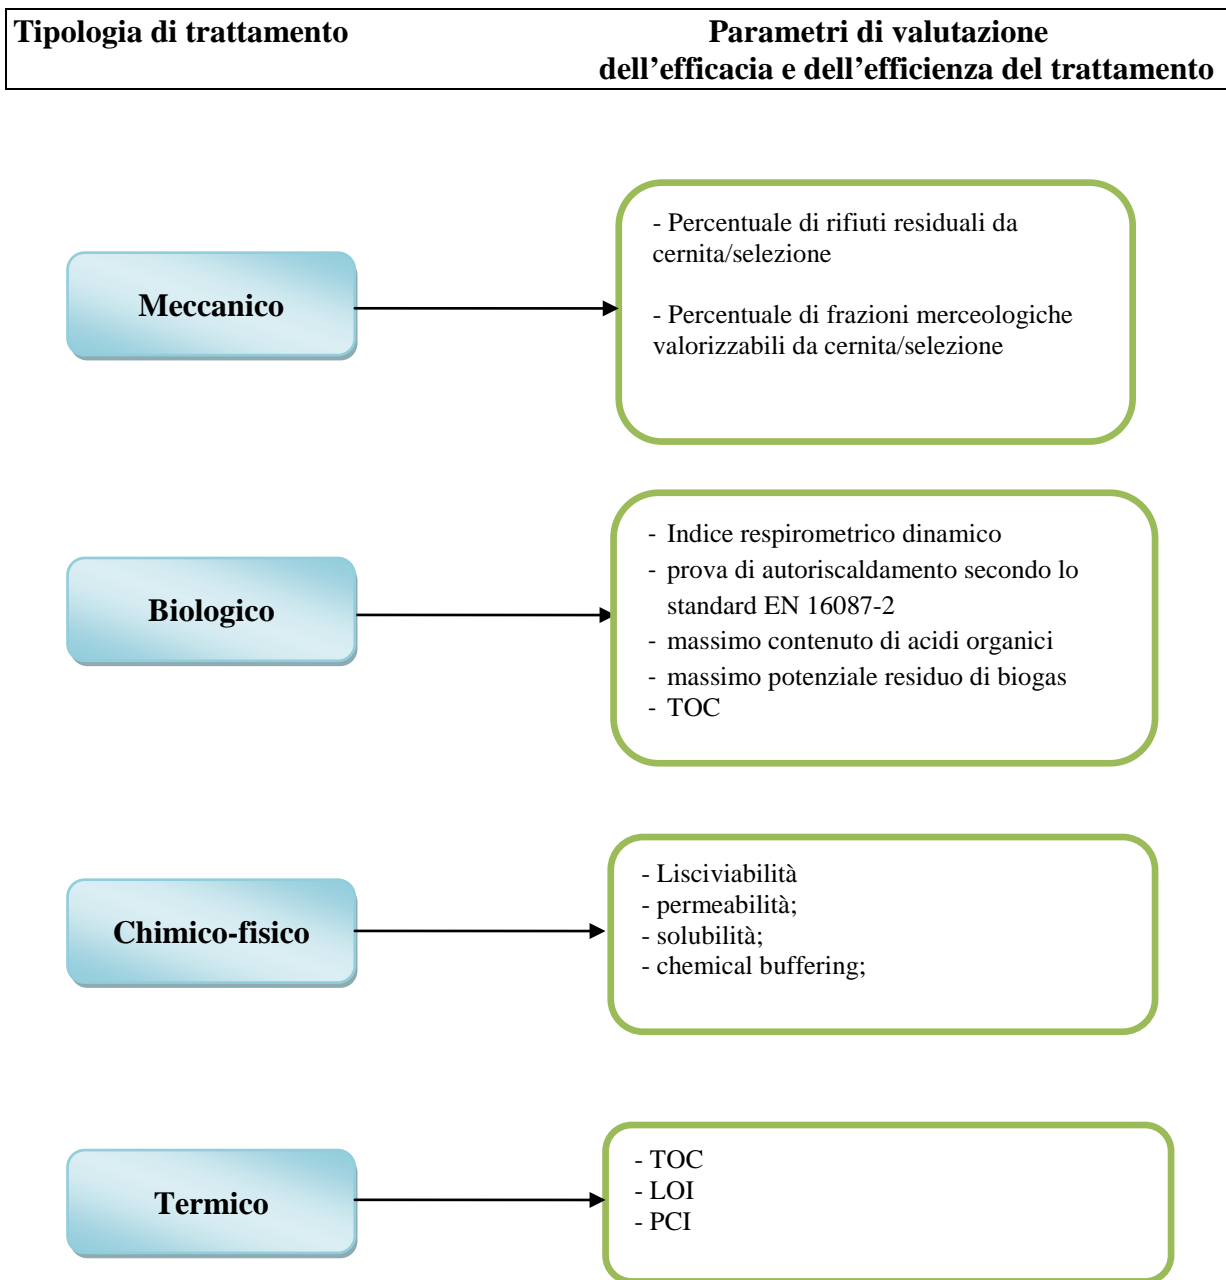 Tipologia di trattamento
Parametri di valutazione
dell’efficacia e dell’efficienza del trattamento
Meccanico
- Percentuale di rifiuti residuali da
cernita/selezione
- Percentuale di frazioni merceologiche
valorizzabili da cernita/selezione
Biologico
- Indice respirometrico dinamico
- prova di autoriscaldamento secondo lo
standard EN 16087-2
- massimo contenuto di acidi organici
- massimo potenziale residuo di biogas
- TOC
Chimico-fisico
- Lisciviabilità
- permeabilità;
- solubilità;
- chemical buffering;
Termico
- TOC
- LOI
- PCI